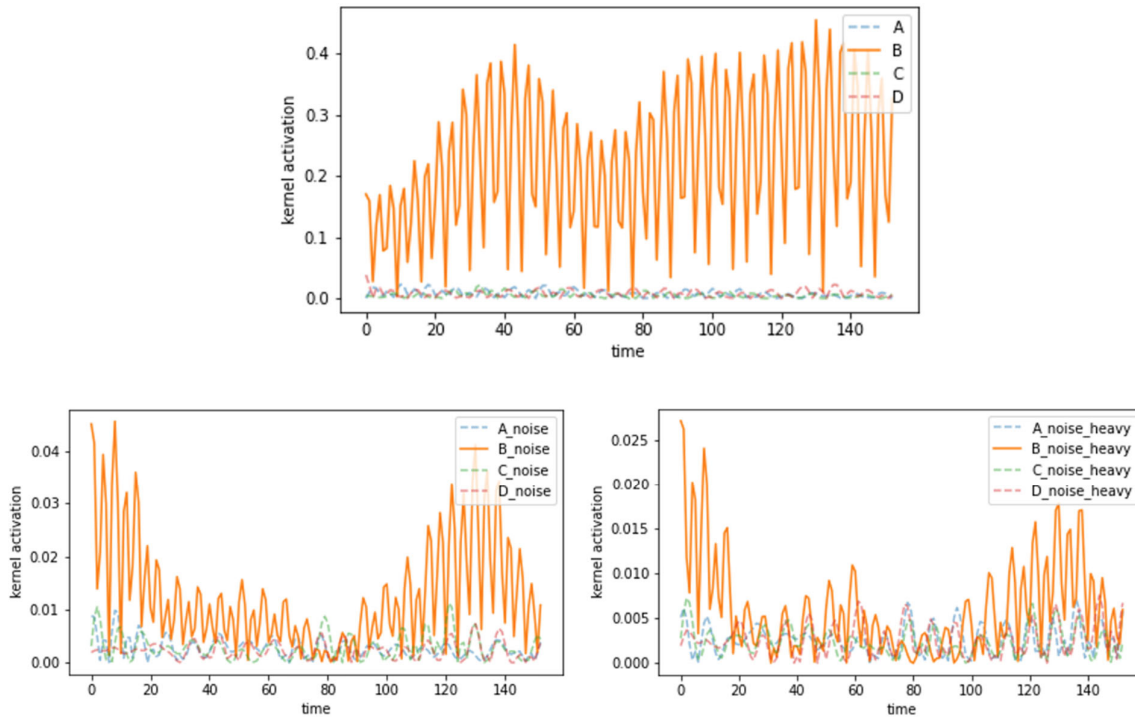 kernel activation
0.4
0.3
0.2
0.1
0.0
A
B
C
D
0 20 40 60 80 100 120 140
time
kernel activation
0.04
0.03
0.02
0.01
0.00
A_noise
B_noise
C_noise
D_noise
0 20 40 60 80 100 120 140
time
kernel activation
0.025
0.020
0.015
0.010
0.005
0.000
A_noise_heavy
B_noise_heavy
C_noise_heavy
D_noise_heavy
0 20 40 60 80 100 120 140
time